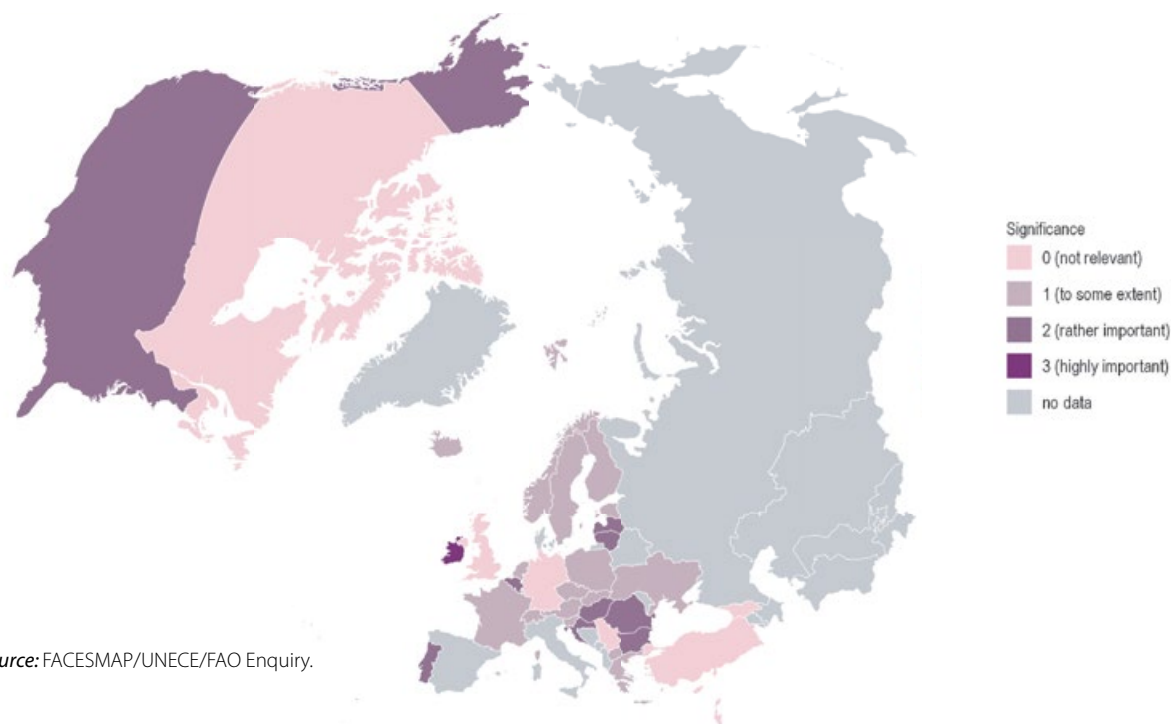 Significance
0 (not relevant)
1 (to some extent)
2 (rather important)
3 (highly important)
no data
urce: FACESMAP/UNECE/FAO Enquiry.